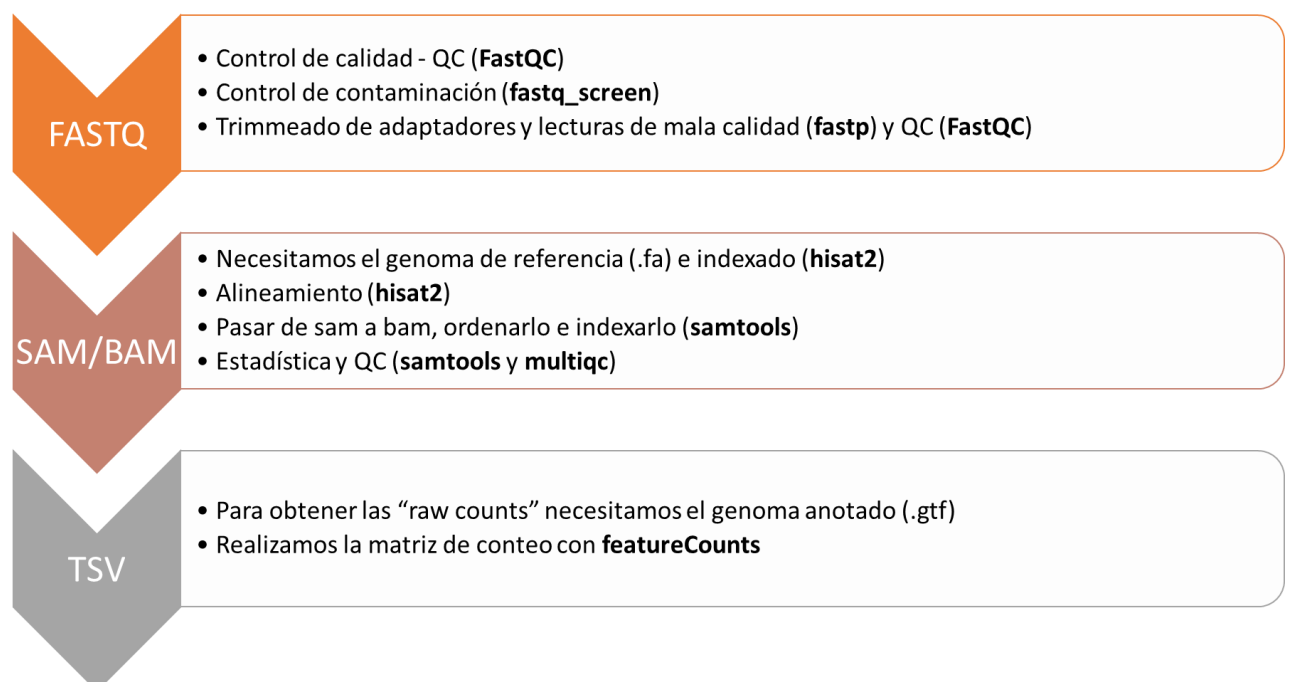 FASTQ
• Control de calidad - QC (FastQC)
• Control de contaminación (fastq_screen)
• Trimmeado de adaptadores y lecturas de mala calidad (fastp) y QC (FastQC)
SAM/BAM
• Necesitamos el genoma de referencia (.fa) e indexado (hisat2)
• Alineamiento (hisat2)
• Pasar de sam a bam, ordenarlo e indexarlo (samtools)
• Estadística y QC (samtools y multiqc)
TSV
• Para obtener las “raw counts” necesitamos el genoma anotado (.gtf)
• Realizamos la matriz de conteo con featureCounts